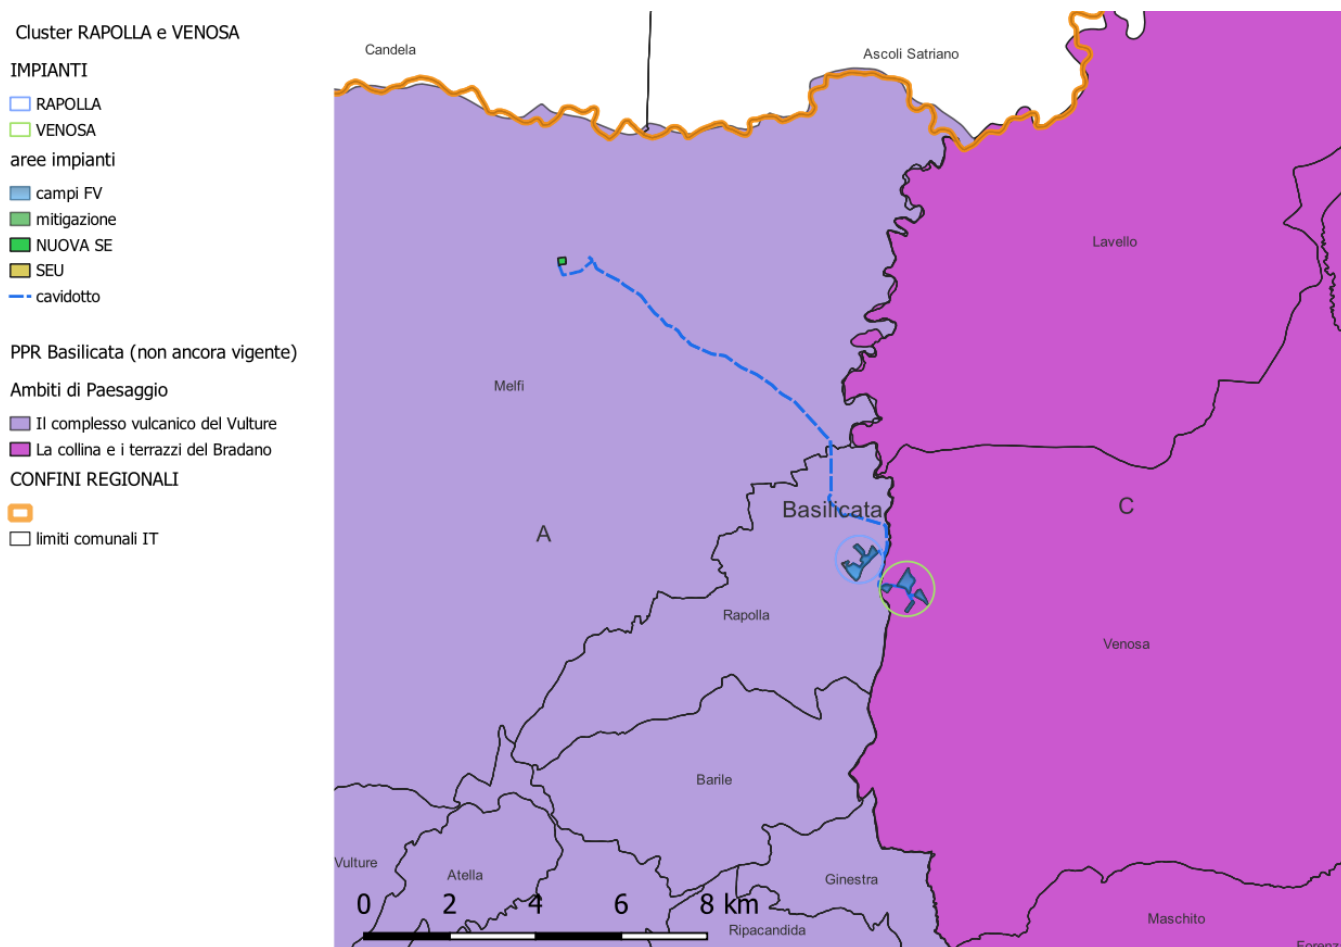 Cluster RAPOLLA e VENOSA
IMPIANTI
RAPOLLA
VENOSA
aree impianti
campi FV
mitigazione
NUOVA SE
SEU
cavidotto
PPR Basilicata (non ancora vigente)
Ambiti di Paesaggio
Il complesso vulcanico del Vulture
La collina e i terrazzi del Bradano
CONFINI REGIONALI
limiti comunali IT
Candela
Ascoli Satriano
Lavello
Melfi
Basilicata
C
A
Rapolla
Venosa
Barile
Vulture
Atella
Ginestra
0 2 4 6 8 km
Maschito
Ripacandida
Forenz